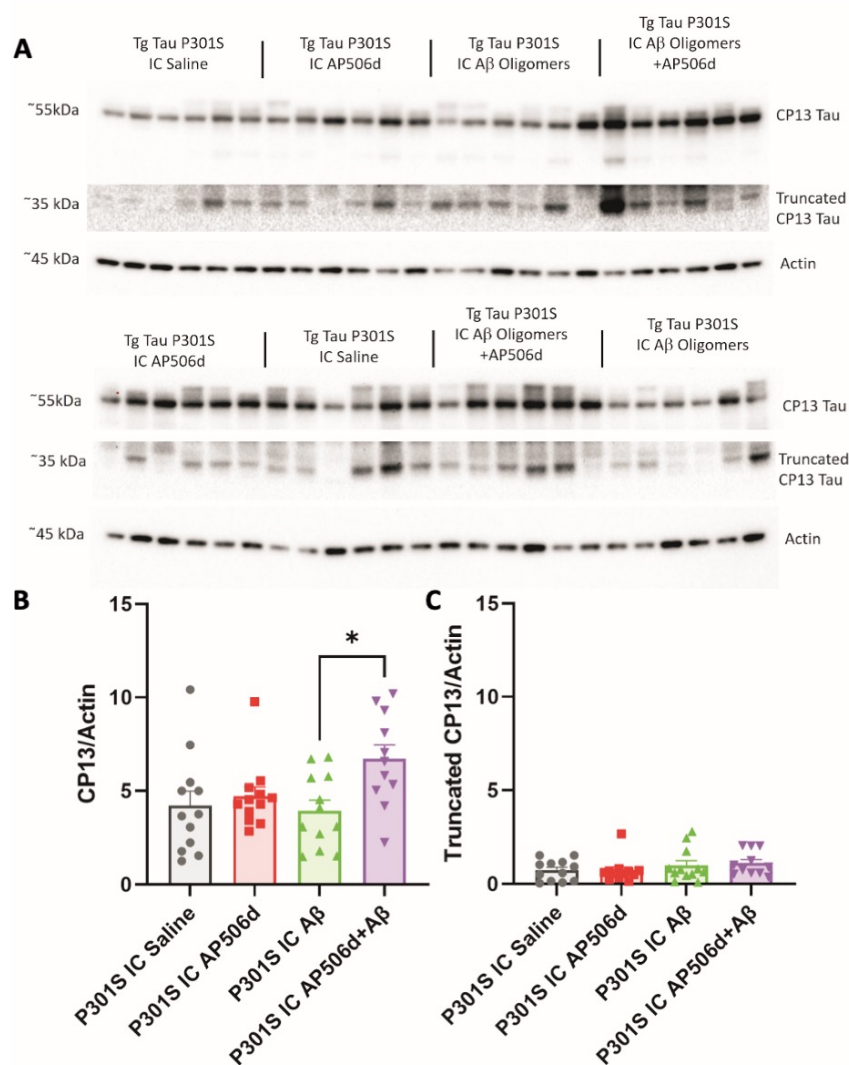 A
Tg Tau P301S
IC Saline
Tg Tau P301S
IC AP506d
Tg Tau P301S
IC Aβ Oligomers
Tg Tau P301S
IC Aβ Oligomers
+AP506d
~55kDa
CP13 Tau
~35 kDa
Truncated
CP13 Tau
~45 kDa
Actin
Tg Tau P301S
IC AP506d
Tg Tau P301S
IC Saline
Tg Tau P301S
IC Aβ Oligomers
+AP506d
Tg Tau P301S
IC Aβ Oligomers
~55kDa
CP13 Tau
~35 kDa
Truncated
CP13 Tau
~45 kDa
Actin
B
CP13/Actin
15
10
5
0
*
P301S IC Saline
P301S IC AP506d
P301S IC Aβ
P301S IC AP506d+Aβ
C
Truncated CP13/Actin
15
10
5
0
P301S IC Saline
P301S IC AP506d
P301S IC Aβ
P301S IC AP506d+Aβ